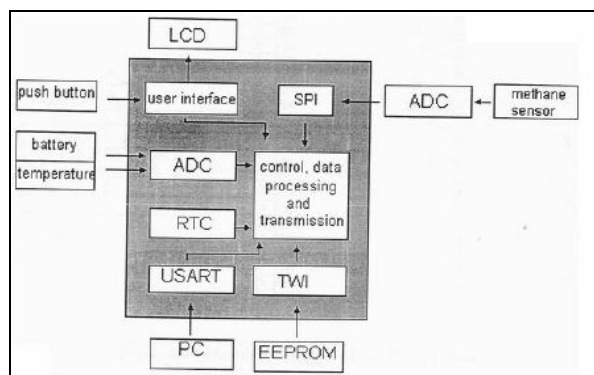 LCD
push button
user interface
SPI
ADC
methane
sensor
battery
temperature
ADC
control, data
processing
and
transmission
RTC
USART
TWI
PC
EEPROM